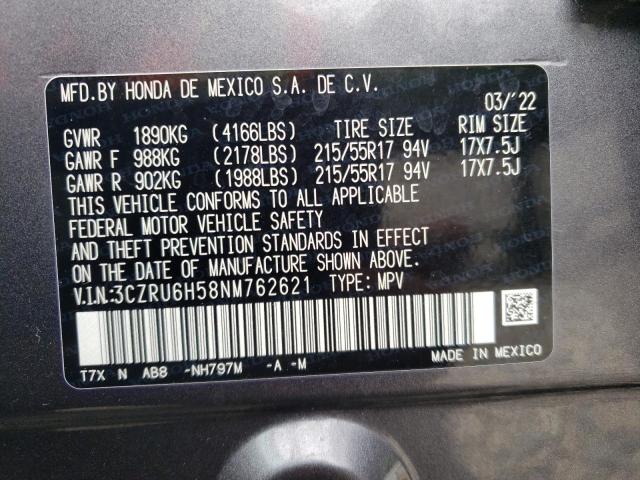 MFD.BY HONDA DE MEXICO S.A. DE C.V.
03/'22
GVWR 1890KG (4166LBS) TIRE SIZE RIM SIZE
GAWR F 988KG (2178LBS) 215/55R17 94V 17X7.5J
GAWR R 902KG (1988LBS) 215/55R17 94V 17X7.5J
THIS VEHICLE CONFORMS TO ALL APPLICABLE
FEDERAL MOTOR VEHICLE SAFETY
AND THEFT PREVENTION STANDARDS IN EFFECT
ON THE DATE OF MANUFACTURE SHOWN ABOVE.
V.I.N.:3CZRU6H58NM762621 TYPE: MPV
T7X N AB8 -NH797M -A -M MADE IN MEXICO